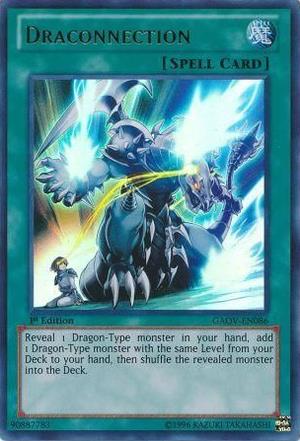 DRACONNECTION
魔
[SPELL CARD]
1st Edition
GAOV-EN086
Reveal 1 Dragon-Type monster in your hand, add
1 Dragon-Type monster with the same Level from your
Deck to your hand, then shuffle the revealed monster
into the Deck.
90887783
©1996 KAZUKI TAKAHASHI